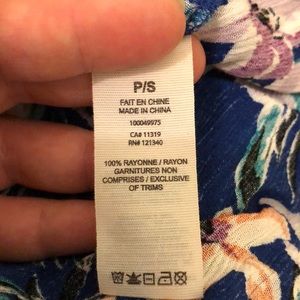 P/S
FAIT EN CHINE
MADE IN CHINA
100049975
CA# 11319
RN# 121340
100% RAYONNE / RAYON
GARNITURES NON
COMPRISES / EXCLUSIVE
OF TRIMS